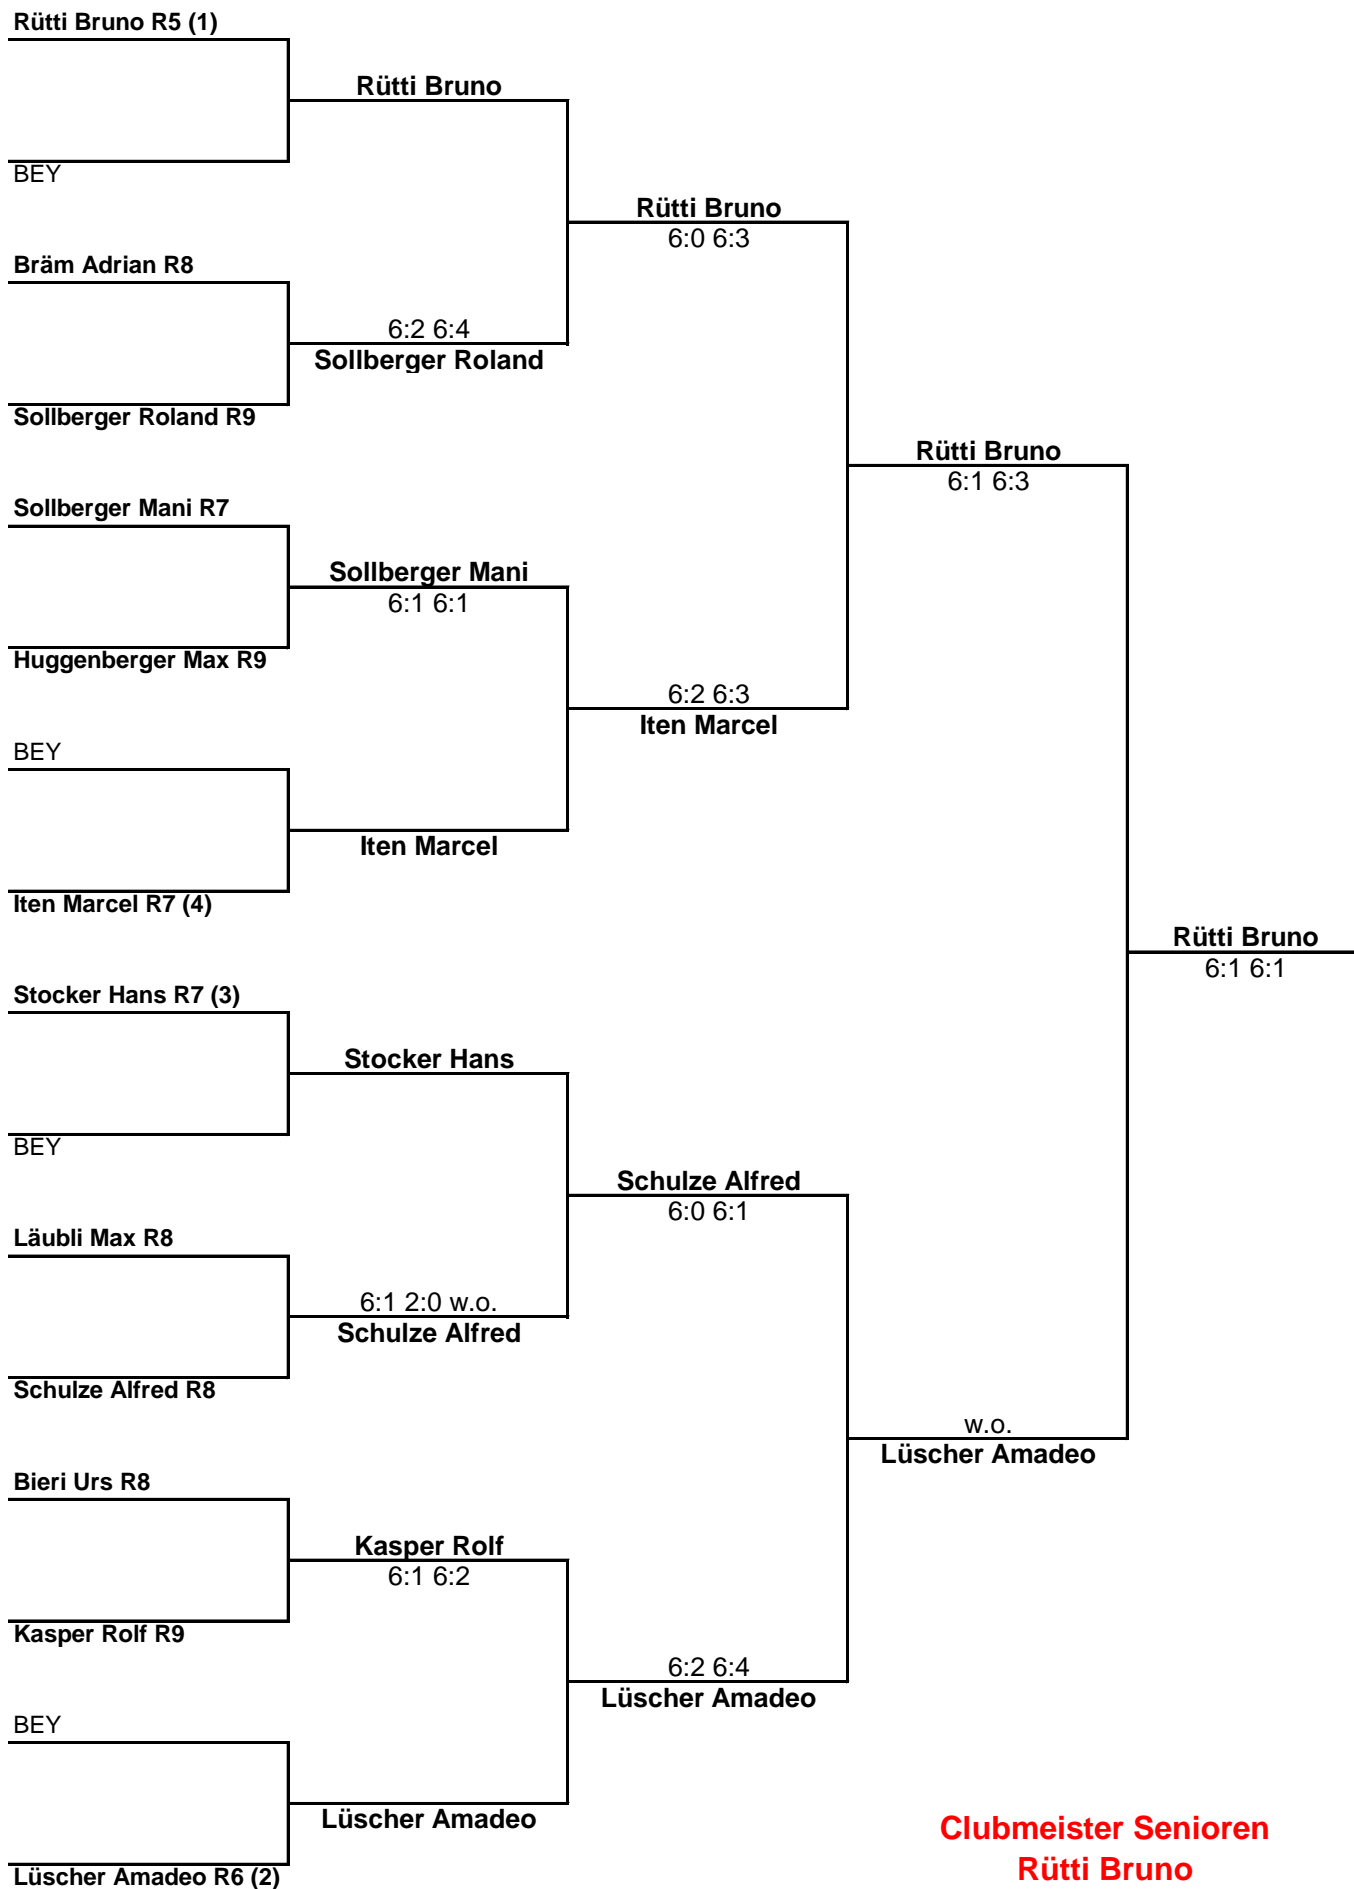 Rütti Bruno R5 (1)
Rütti Bruno
BEY
Rütti Bruno
6:0 6:3
Bräm Adrian R8
6:2 6:4
Sollberger Roland
Sollberger Roland R9
Rütti Bruno
6:1 6:3
Sollberger Mani R7
Sollberger Mani
6:1 6:1
Huggenberger Max R9
6:2 6:3
Iten Marcel
BEY
Iten Marcel
Iten Marcel R7 (4)
Rütti Bruno
6:1 6:1
Stocker Hans R7 (3)
Stocker Hans
BEY
Schulze Alfred
6:0 6:1
Läubli Max R8
6:1 2:0 w.o.
Schulze Alfred
Schulze Alfred R8
w.o.
Lüscher Amadeo
Bieri Urs R8
Kasper Rolf
6:1 6:2
Kasper Rolf R9
6:2 6:4
Lüscher Amadeo
BEY
Lüscher Amadeo
Lüscher Amadeo R6 (2)
Clubmeister Senioren
Rütti Bruno